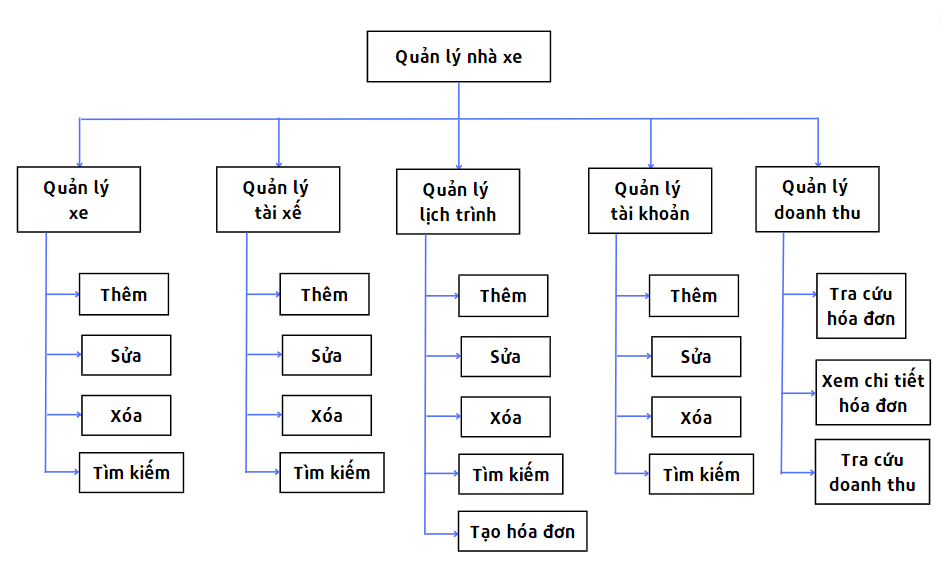 Quản lý nhà xe
Quản lý
xe
Thêm
Sửa
Xóa
Tìm kiếm
Quản lý
tài xế
Thêm
Sửa
Xóa
Tìm kiếm
Quản lý
lịch trình
Thêm
Sửa
Xóa
Tìm kiếm
Tạo hóa đơn
Quản lý
tài khoản
Thêm
Sửa
Xóa
Tìm kiếm
Quản lý
doanh thu
Tra cứu
hóa đơn
Xem chi tiết
hóa đơn
Tra cứu
doanh thu